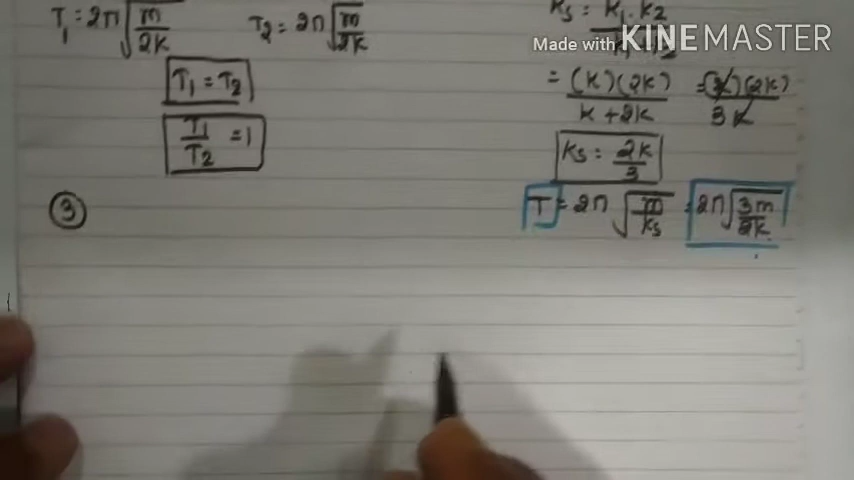 T₁ = 2π√(m/2k)
T₂ = 2π√(m/2k)
T₁ = T₂
T₁/T₂ = 1
3
Ks = k₁·k₂
Made with KINEMASTER
= (k)(2k)/(k+2k) = (k)(2k)/3k
Ks = 2k/3
T = 2π√(m/ks) = 2π√(3m/2k)